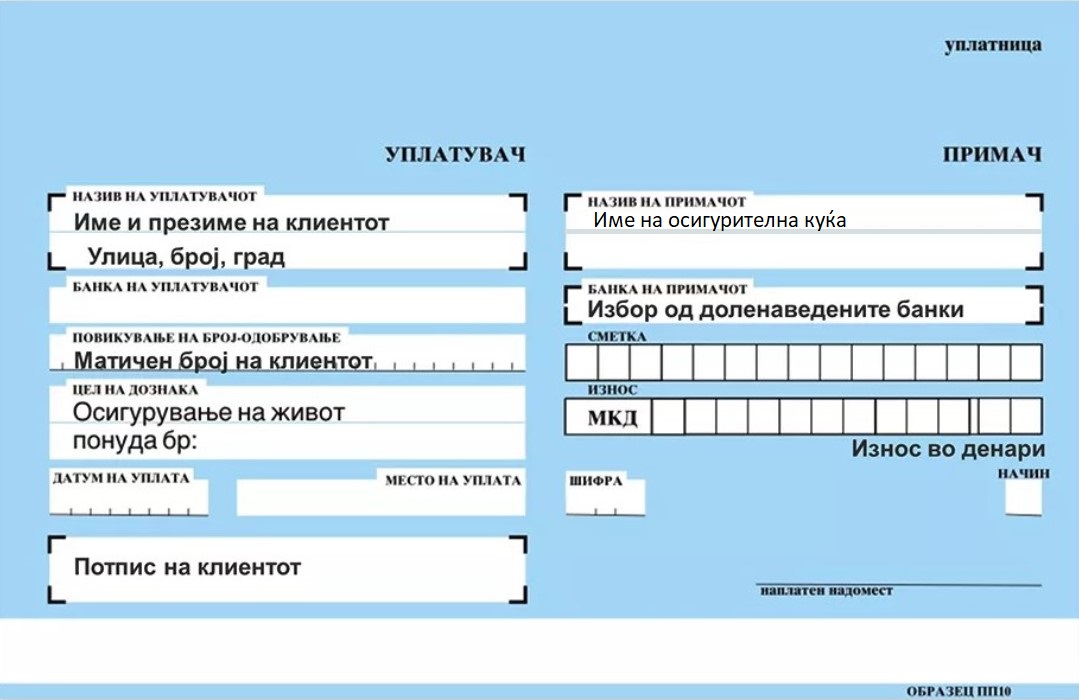 уплатница
УПЛАТУВАЧ
ПРИМАЧ
НАЗИВ НА УПЛАТУВАЧОТ
Име и презиме на клиентот
Улица, број, град
БАНКА НА УПЛАТУВАЧОТ
ПОВИКУВАЊЕ НА БРОЈ-ОДОБРУВАЊЕ
Матичен број на клиентот
ЦЕЛ НА ДОЗНАКА
Осигурување на живот
понуда бр:
ДАТУМ НА УПЛАТА
МЕСТО НА УПЛАТА
Потпис на клиентот
НАЗИВ НА ПРИМАЧОТ
Име на осигурителна куќа
БАНКА НА ПРИМАЧОТ
Избор од доленаведените банки
СМЕТКА
ИЗНОС
МКД
Износ во денари
ШИФРА
НАЧИН
наплатен надомест
ОБРАЗЕЦ ПП10